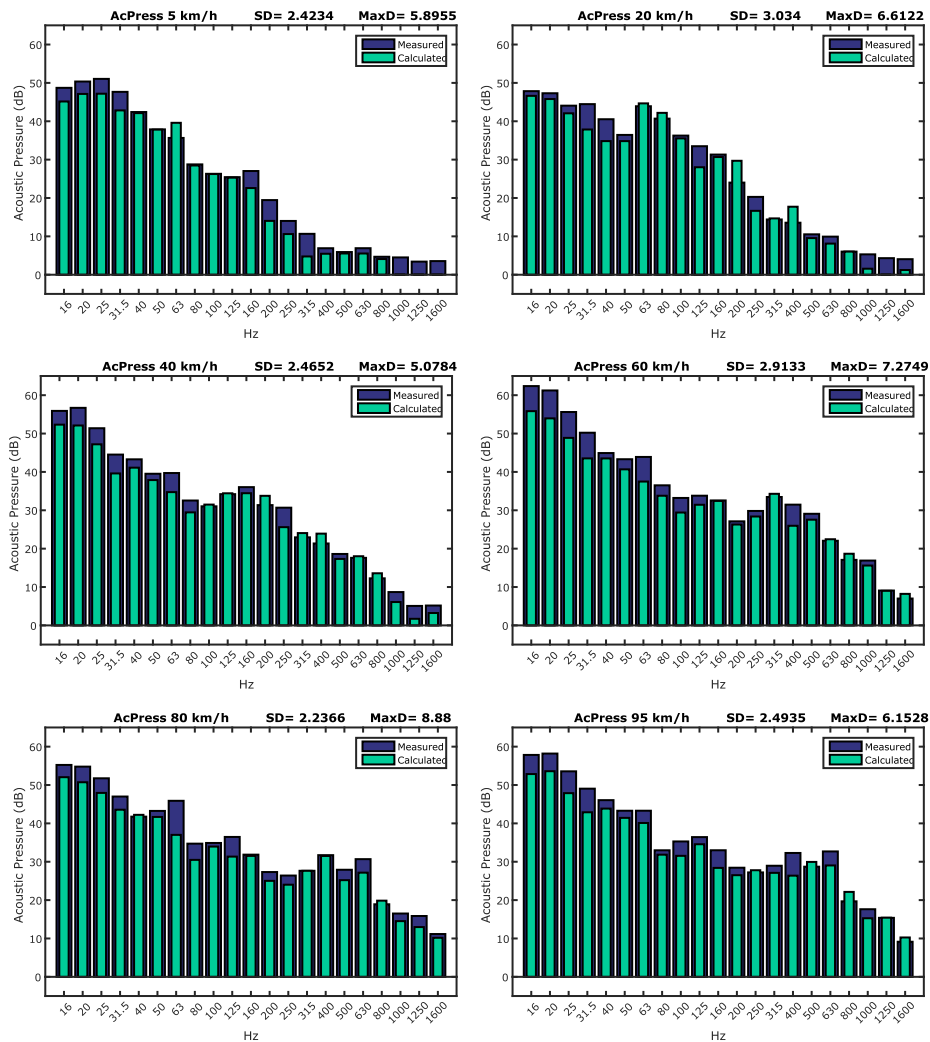 AcPress 5 km/h SD= 2.4234 MaxD= 5.8955
Measured
Calculated
Acoustic Pressure (dB)
60
50
40
30
20
10
0
16 20 25 31.5 40 50 63 80 100 125 160 200 250 315 400 500 630 800 1000 1250 1600
Hz
AcPress 20 km/h SD= 3.034 MaxD= 6.6122
Measured
Calculated
Acoustic Pressure (dB)
60
50
40
30
20
10
0
16 20 25 31.5 40 50 63 80 100 125 160 200 250 315 400 500 630 800 1000 1250 1600
Hz
AcPress 40 km/h SD= 2.4652 MaxD= 5.0784
Measured
Calculated
Acoustic Pressure (dB)
60
50
40
30
20
10
0
16 20 25 31.5 40 50 63 80 100 125 160 200 250 315 400 500 630 800 1000 1250 1600
Hz
AcPress 60 km/h SD= 2.9133 MaxD= 7.2749
Measured
Calculated
Acoustic Pressure (dB)
60
50
40
30
20
10
0
16 20 25 31.5 40 50 63 80 100 125 160 200 250 315 400 500 630 800 1000 1250 1600
Hz
AcPress 80 km/h SD= 2.2366 MaxD= 8.88
Measured
Calculated
Acoustic Pressure (dB)
60
50
40
30
20
10
0
16 20 25 31.5 40 50 63 80 100 125 160 200 250 315 400 500 630 800 1000 1250 1600
Hz
AcPress 95 km/h SD= 2.4935 MaxD= 6.1528
Measured
Calculated
Acoustic Pressure (dB)
60
50
40
30
20
10
0
16 20 25 31.5 40 50 63 80 100 125 160 200 250 315 400 500 630 800 1000 1250 1600
Hz